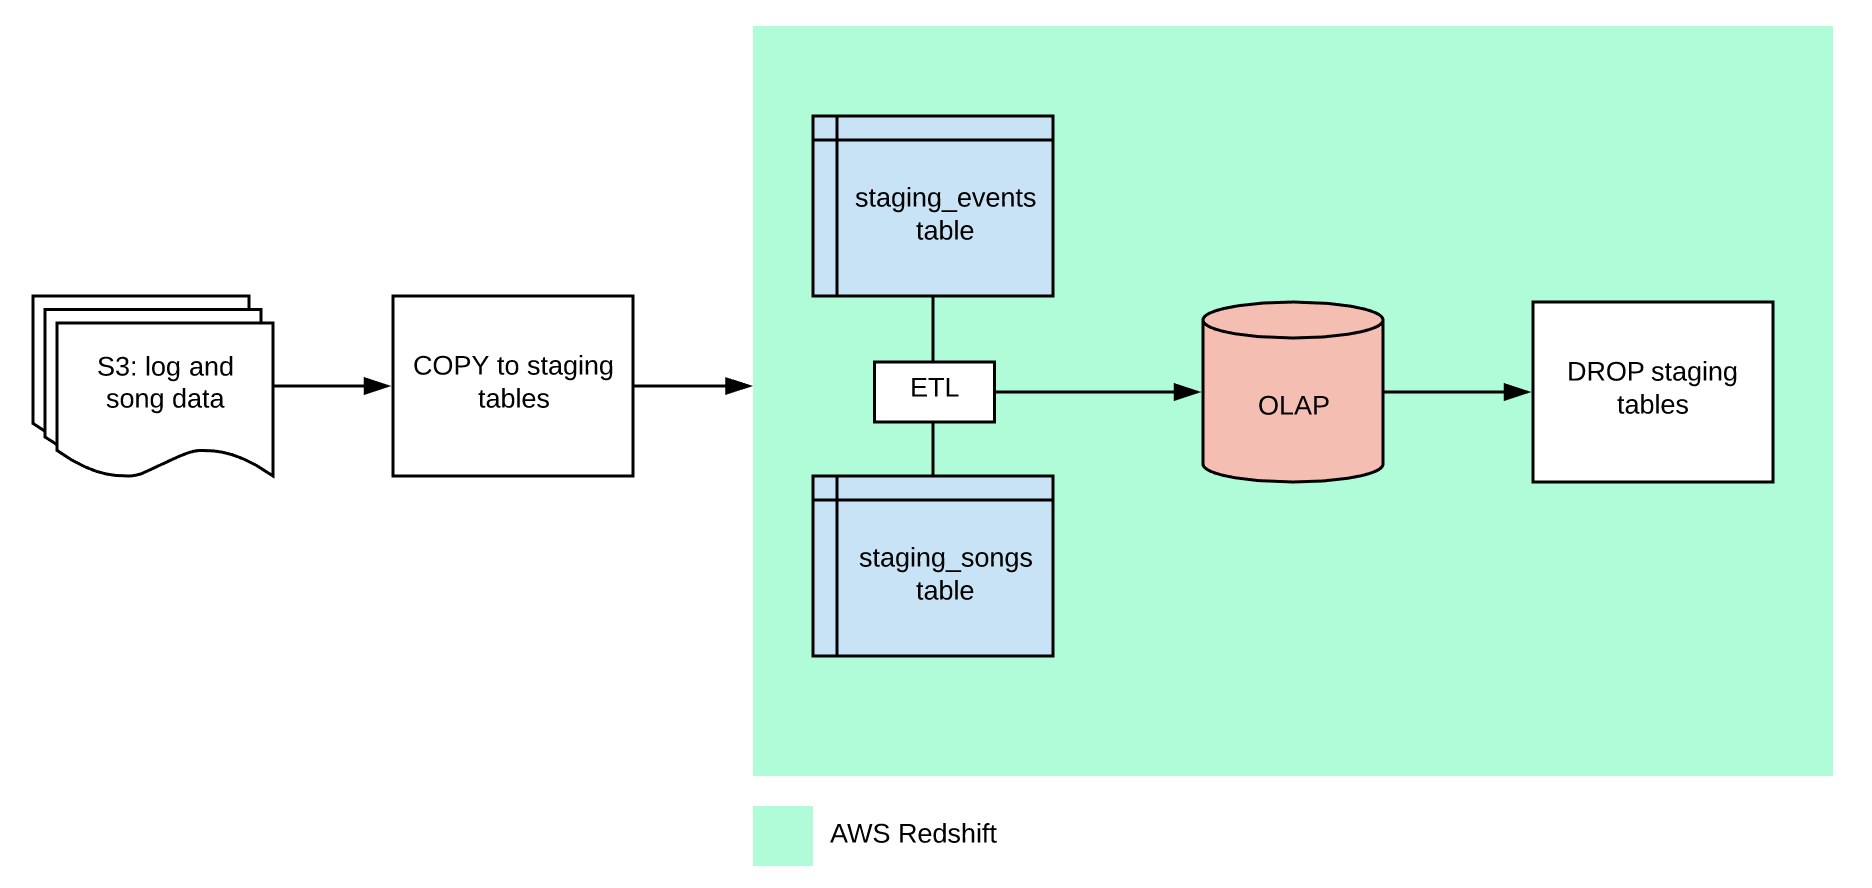 S3: log and
song data
COPY to staging
tables
staging_events
table
ETL
staging_songs
table
OLAP
DROP staging
tables
AWS Redshift